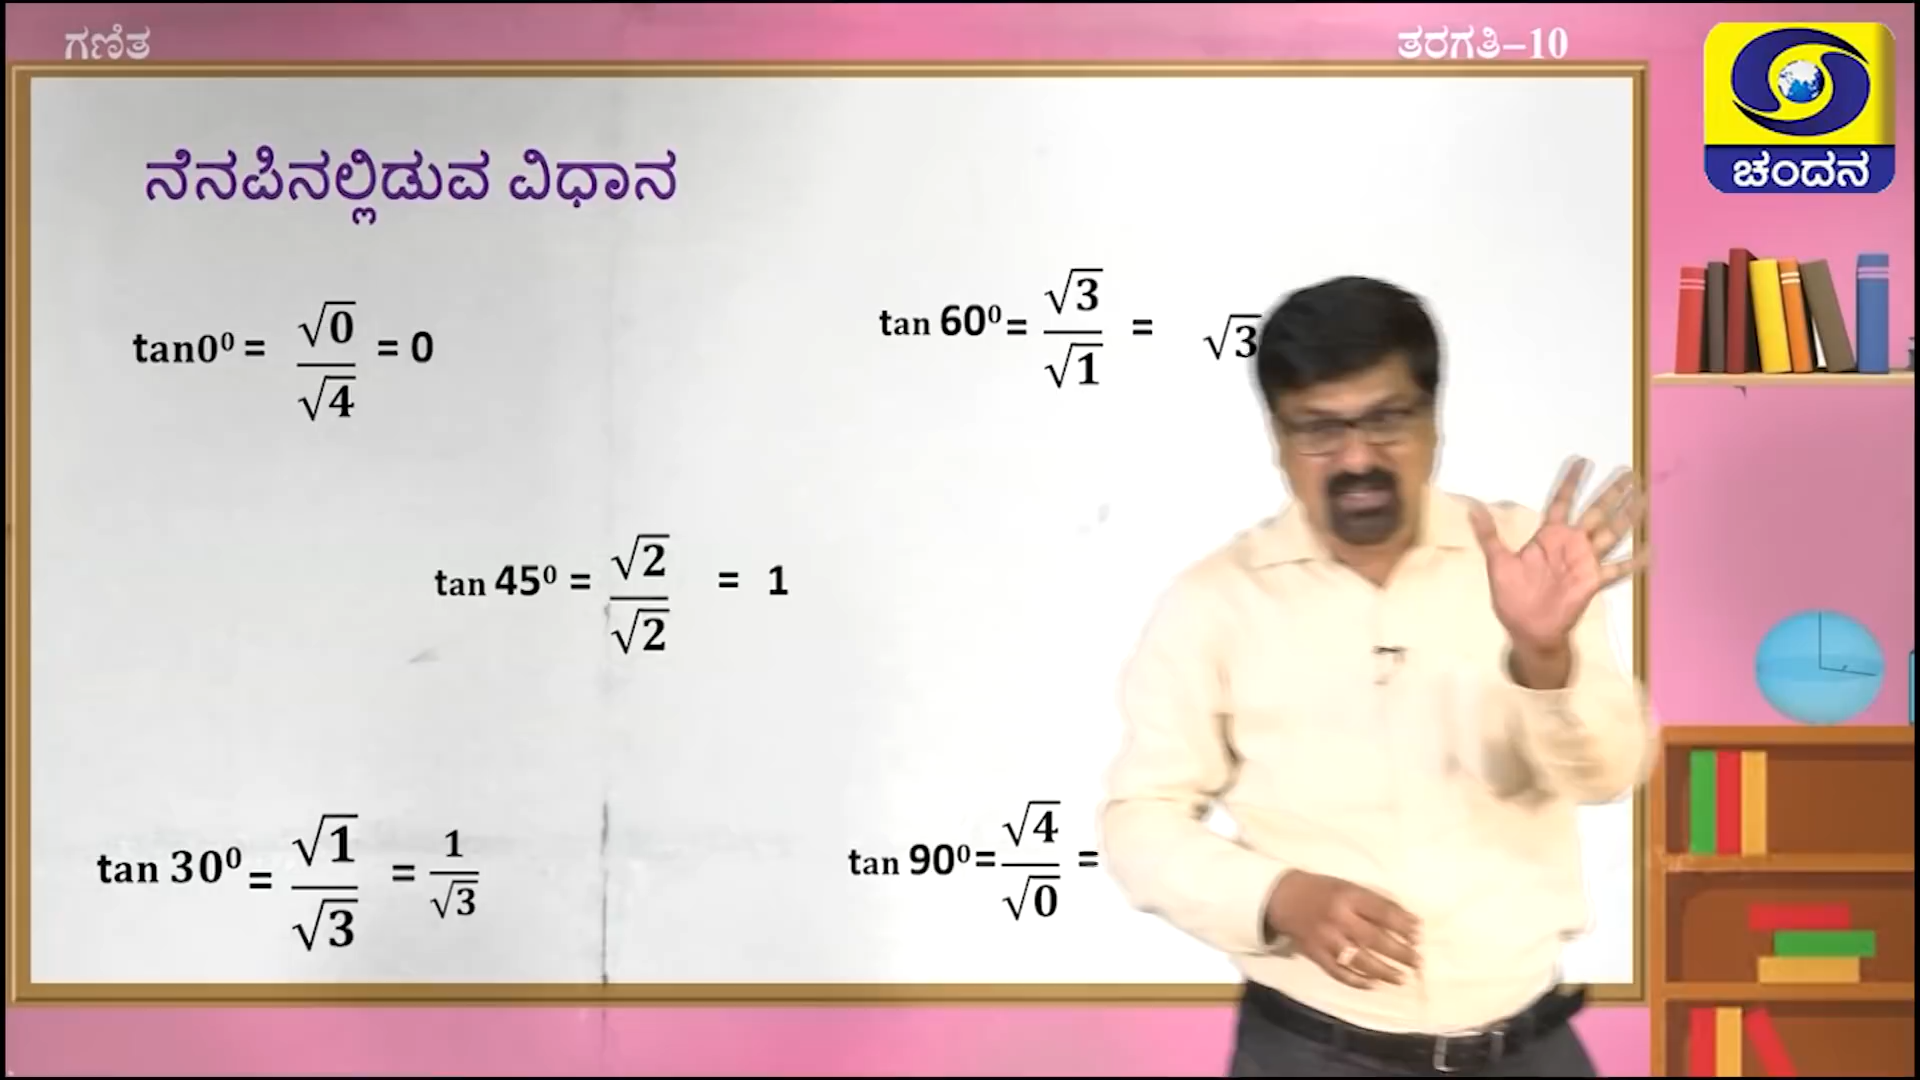 ಗಣಿತ
ತರಗತಿ–10
ಚಂದನ
ನೆನಪಿನಲ್ಲಿಡುವ ವಿಧಾನ
tan0⁰ = √0/√4 = 0
tan 60⁰ = √3/√1 = √3
tan 45⁰ = √2/√2 = 1
tan 30⁰ = √1/√3 = 1/√3
tan 90⁰ = √4/√0 =